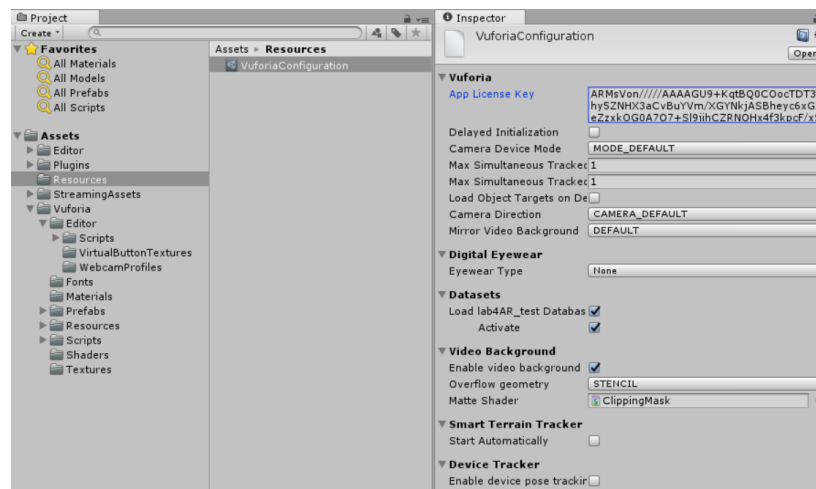 Project
Create
Favorites
All Materials
All Models
All Prefabs
All Scripts
Assets
Editor
Plugins
Resources
StreamingAssets
Vuforia
Editor
Scripts
VirtualButtonTextures
WebcamProfiles
Fonts
Materials
Prefabs
Resources
Scripts
Shaders
Textures
Assets ▸ Resources
VuforiaConfiguration
Inspector
VuforiaConfiguration
Open
Vuforia
App License Key
ARMsVon/////AAAAGU9+KqtBQ0COocTDT3
hy5ZNHX3aCvBuYVm/XGYNkjASBheyc6xG
Delayed Initialization
Camera Device Mode MODE_DEFAULT
Max Simultaneous Tracked 1
Max Simultaneous Tracked 1
Load Object Targets on De
Camera Direction CAMERA_DEFAULT
Mirror Video Background DEFAULT
Digital Eyewear
Eyewear Type None
Datasets
Load lab4AR_test Databas
Activate
Video Background
Enable video background
Overflow geometry STENCIL
Matte Shader ClippingMask
Smart Terrain Tracker
Start Automatically
Device Tracker
Enable device pose trackin